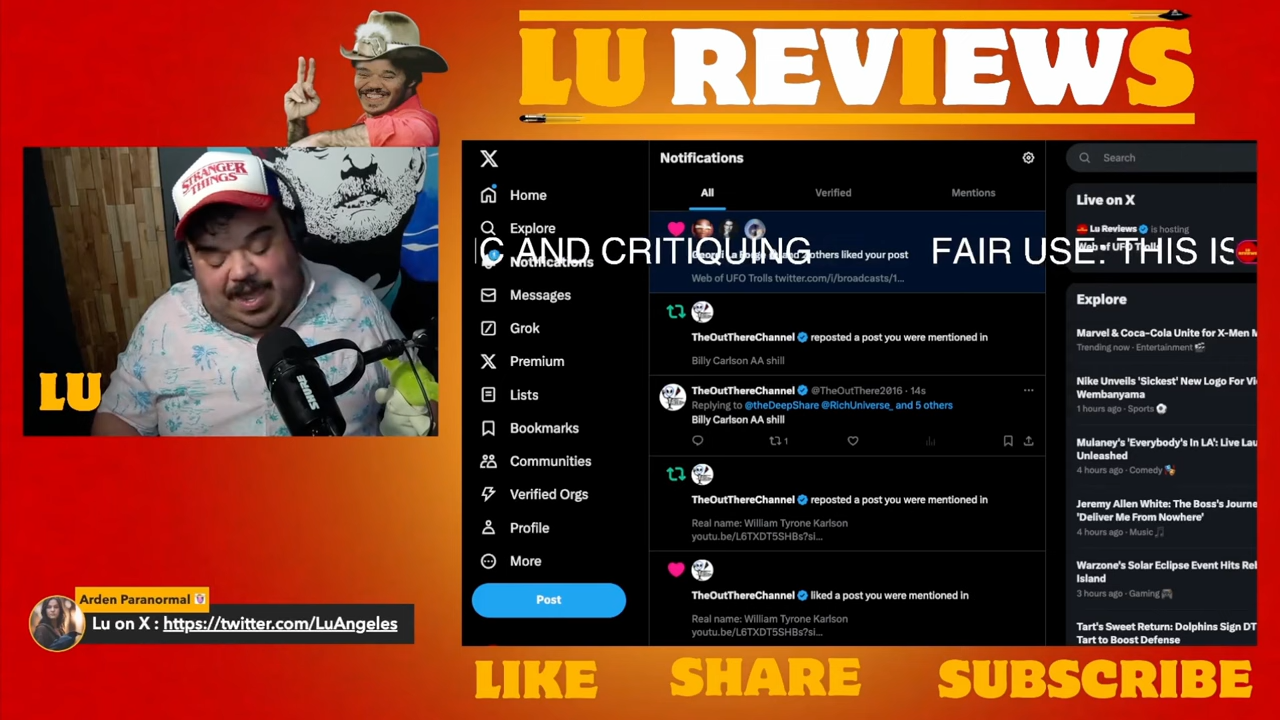 LU REVIEWS
STRANGER
THINGS
LU
SHURE
Arden Paranormal
Lu on X : https://twitter.com/LuAngeles
Home
Explore
Notifications
Messages
Grok
Premium
Lists
Bookmarks
Communities
Verified Orgs
Profile
More
Post
Notifications
All Verified Mentions
C AND CRITIQUING FAIR USE: THIS IS
others liked your post
Web of UFO Trolls twitter.com/i/broadcasts/1...
TheOutThereChannel reposted a post you were mentioned in
Billy Carlson AA shill
TheOutThereChannel @TheOutThere2016 · 14s
Replying to @theDeepShare @RichUniverse_ and 5 others
Billy Carlson AA shill
1
TheOutThereChannel reposted a post you were mentioned in
Real name: William Tyrone Karlson
youtu.be/L6TXDT5SHBs?si...
TheOutThereChannel liked a post you were mentioned in
Real name: William Tyrone Karlson
youtu.be/L6TXDT5SHBs?si...
Search
Live on X
Lu Reviews is hosting
Web of UFO Trolls
Explore
Marvel & Coca-Cola Unite for X-Men M
Trending now · Entertainment
Nike Unveils 'Sickest' New Logo For Vi
Wembanyama
1 hours ago · Sports
Mulaney's 'Everybody's In LA': Live Lau
Unleashed
4 hours ago · Comedy
Jeremy Allen White: The Boss's Journe
'Deliver Me From Nowhere'
4 hours ago · Music
Warzone's Solar Eclipse Event Hits Rel
Island
3 hours ago · Gaming
Tart's Sweet Return: Dolphins Sign DT
Tart to Boost Defense
LIKE SHARE SUBSCRIBE